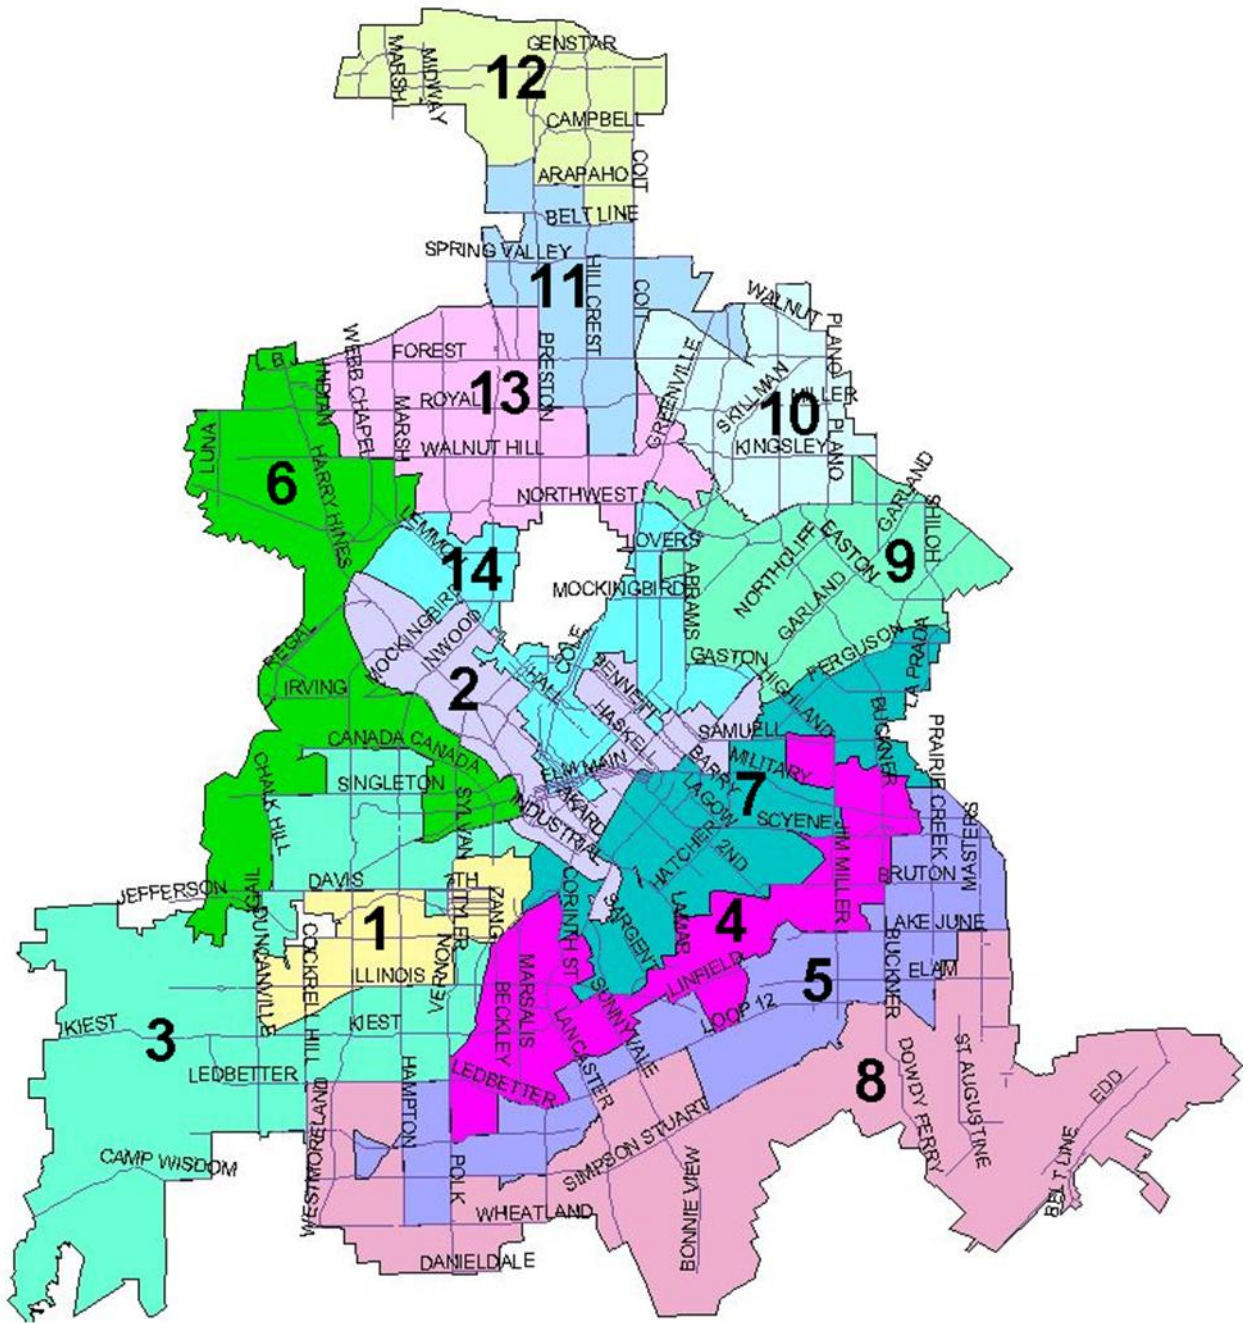 GENSTAR
MARSH
MIDWAY
12
CAMPBELL
COIT
ARAPAHO
BELT LINE
SPRING VALLEY
11
HILLCREST
COIT
WALNUT
PLANO
L B J
INDIAN
WEBB CHAPEL
FOREST
PRESTON
GREENVILLE
SKILLMAN
MILLER
ROYAL
13
10
MARSH
WALNUT HILL
KINGSLEY
PLANO
LUNA
6
HARRY HINES
NORTHWEST
GARLAND
SHILOH
LEMMON
LOVERS
NORTHCLIFF
EASTON
9
14
MOCKINGBIRD
ABRAMS
GARLAND
MOCKINGBIRD
INWOOD
REGAL
COLE
GASTON
FERGUSON
LA PRADA
IRVING
2
HALL
BENNETT
HIGHLAND
HASKELL
SAMUELL
BUCKNER
CANADA CANADA
ELM MAIN
BARRY
MILITARY
PRAIRIE CREEK
CHALK HILL
SINGLETON
SYLVAN
INDUSTRIAL
AKARD
LAGOW
7
SCYENE
MASTERS
HATCHER
2ND
JIM MILLER
JEFFERSON
DAVIS
7TH
BRUTON
TYLER
ZANG
CORINTH ST
SARGENT
LAMAR
4
LAKE JUNE
DUNCANVILLE
COCKREL HILL
1
ILLINOIS
VERNON
MARSALIS
BECKLEY
LINFIELD
5
BUCKNER
ELAM
KIEST
3
KIEST
SUNNYVALE
LOOP 12
LANCASTER
LEDBETTER
HAMPTON
LEDBETTER
8
DOWDY FERRY
ST AUGUSTINE
EDD
WESTMORELAND
CAMP WISDOM
POLK
SIMPSON STUART
WHEATLAND
BONNIE VIEW
BELT LINE
DANIELDALE